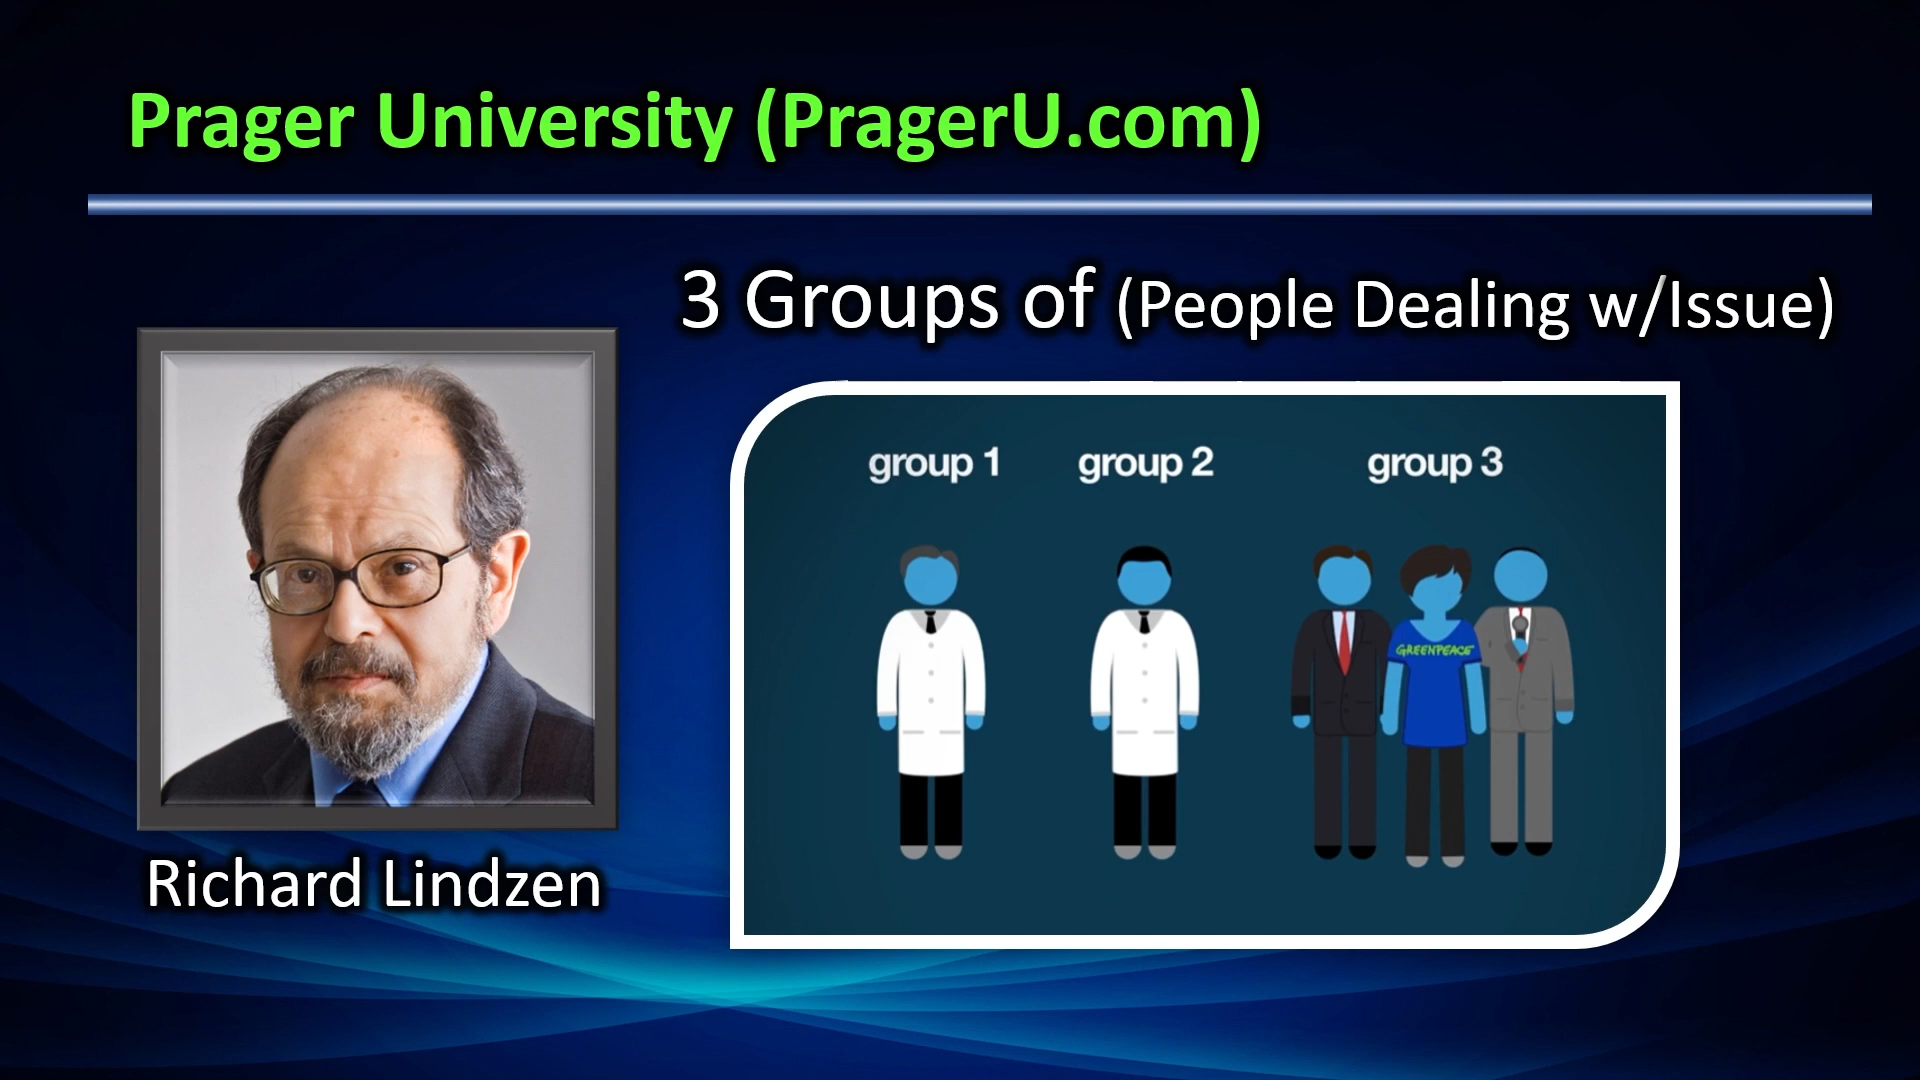 Prager University (PragerU.com)
3 Groups of (People Dealing w/Issue)
group 1 group 2 group 3
GREENPEACE
Richard Lindzen